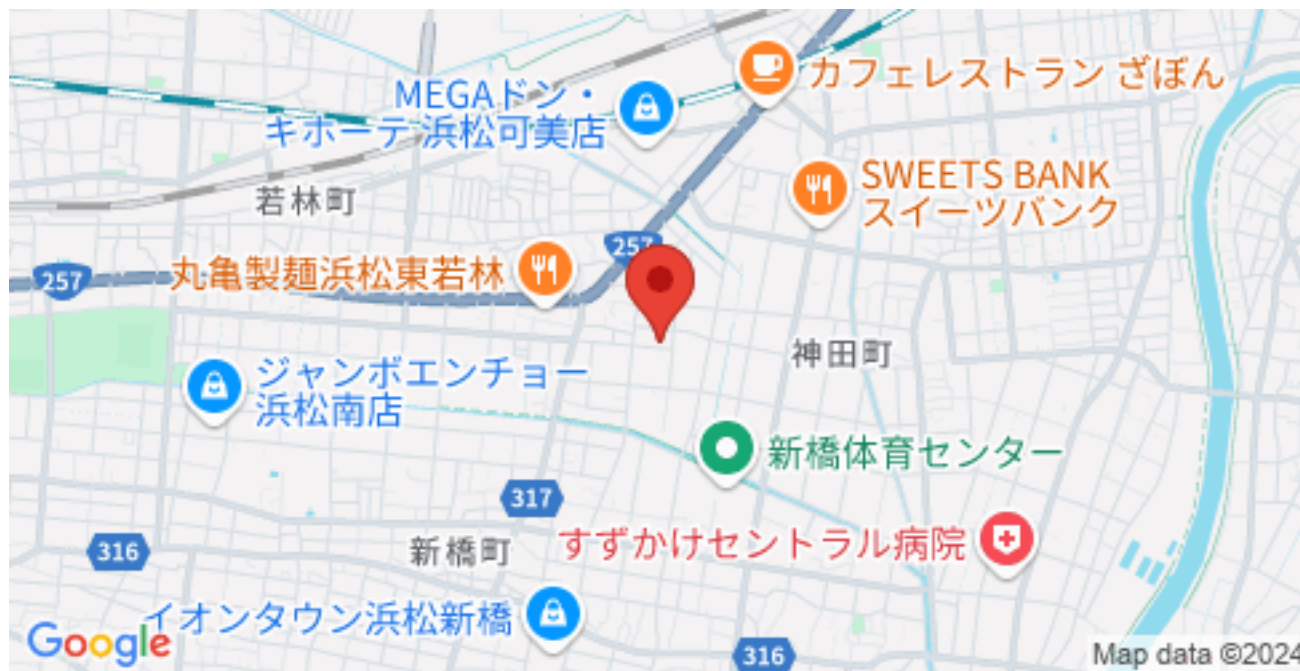 カフェレストラン ざぼん
MEGAドン・
キホーテ 浜松可美店
SWEETS BANK
スイーツバンク
若林町
257
257
丸亀製麺浜松東若林
神田町
ジャンボエンチョー
浜松南店
新橋体育センター
317
316
新橋町
すずかけセントラル病院
イオンタウン浜松新橋
Google
316
Map data ©2024